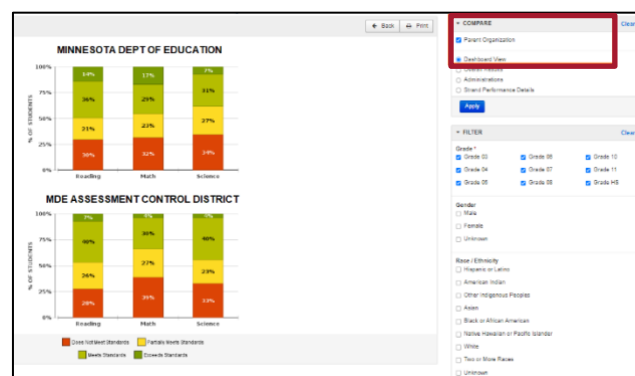 Back Print
MINNESOTA DEPT OF EDUCATION
% OF STUDENTS
100%
75%
50%
25%
0%
14% 17% 7%
36% 29% 31%
21% 23% 27%
30% 32% 34%
Reading Math Science
MDE ASSESSMENT CONTROL DISTRICT
% OF STUDENTS
100%
75%
50%
25%
0%
7%
40% 30% 40%
26% 27%
28% 33%
Reading Math Science
Does Not Meet Standards Partially Meets Standards
Meets Standards Exceeds Standards
COMPARE Clear
Parent Organization
Dashboard View
Administrations
Strand Performance Details
Apply
FILTER Clear
Grade *
Grade 03 Grade 06 Grade 10
Grade 04 Grade 07 Grade 11
Grade 05 Grade 08 Grade HS
Gender
Male
Female
Unknown
Race / Ethnicity
Hispanic or Latino
American Indian
Other Indigenous Peoples
Asian
Black or African American
Native Hawaiian or Pacific Islander
White
Two or More Races
Unknown